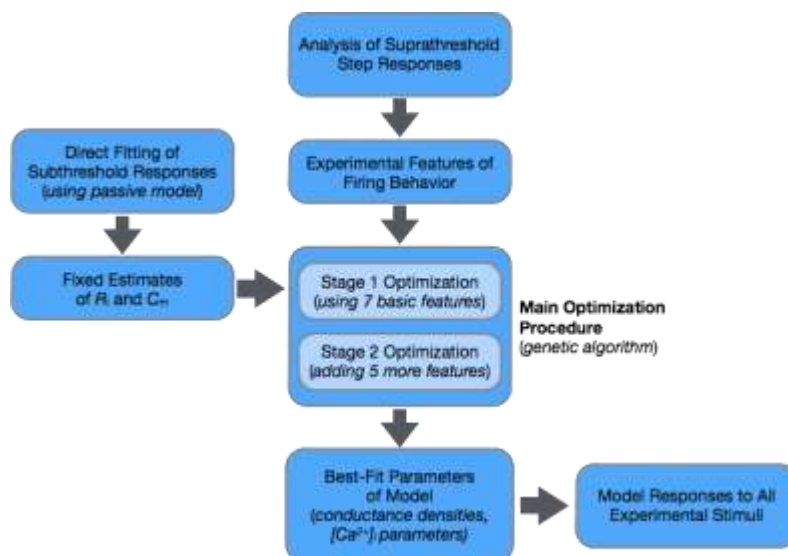 Analysis of Suprathreshold
Step Responses
Direct Fitting of
Subthreshold Responses
(using passive model)
Experimental Features of
Firing Behavior
Fixed Estimates
of Rᵢ and Cₘ
Stage 1 Optimization
(using 7 basic features)
Stage 2 Optimization
(adding 5 more features)
Main Optimization
Procedure
(genetic algorithm)
Best-Fit Parameters
of Model
(conductance densities,
[Ca²⁺]ᵢ parameters)
Model Responses to All
Experimental Stimuli